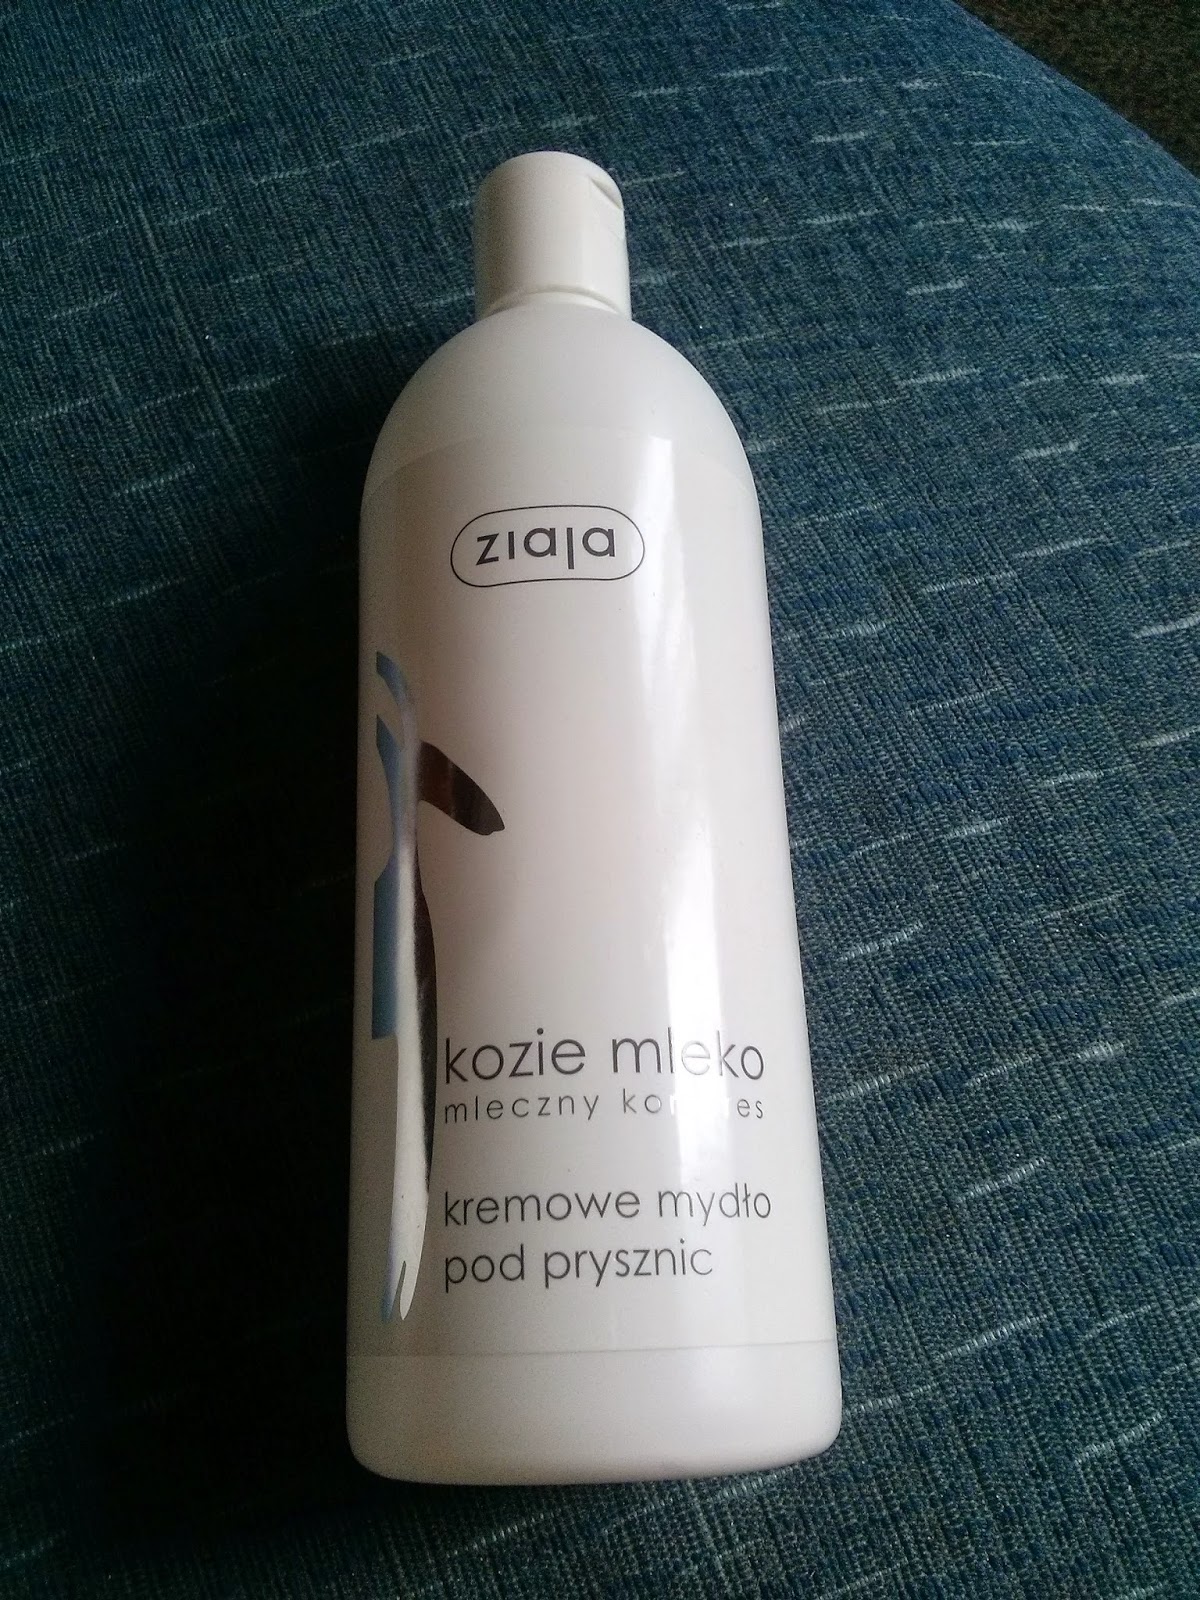 ziaja
kozie mleko
mleczny
kremowe mydło
pod prysznic